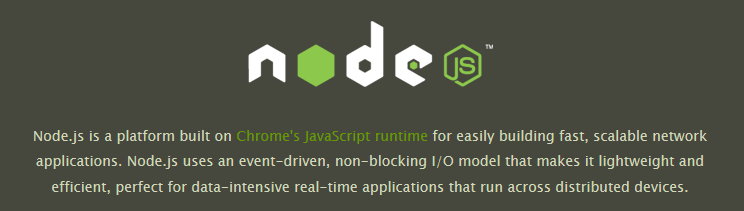 node JS™
Node.js is a platform built on Chrome's JavaScript runtime for easily building fast, scalable network
applications. Node.js uses an event-driven, non-blocking I/O model that makes it lightweight and
efficient, perfect for data-intensive real-time applications that run across distributed devices.